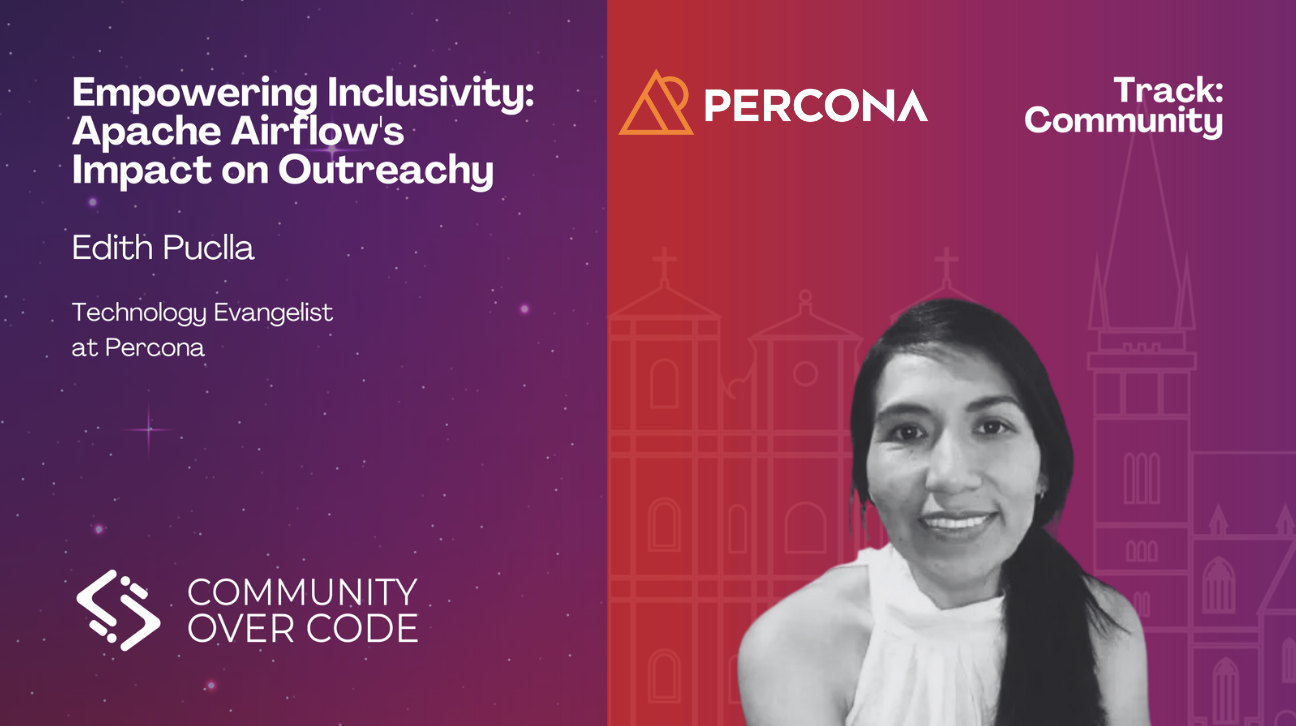 Empowering Inclusivity:
Apache Airflow's
Impact on Outreachy
Edith Puclla
Technology Evangelist
at Percona
COMMUNITY
OVER CODE
PERCONA
Track:
Community